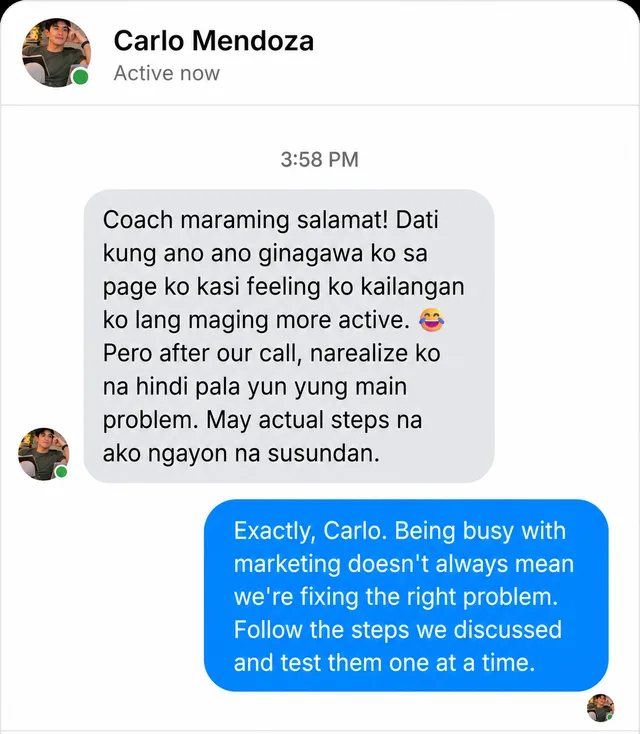 Carlo Mendoza
Active now
3:58 PM
Coach maraming salamat! Dati
kung ano ano ginagawa ko sa
page ko kasi feeling ko kailangan
ko lang maging more active. 😂
Pero after our call, narealize ko
na hindi pala yun yung main
problem. May actual steps na
ako ngayon na susundan.
Exactly, Carlo. Being busy with
marketing doesn't always mean
we're fixing the right problem.
Follow the steps we discussed
and test them one at a time.